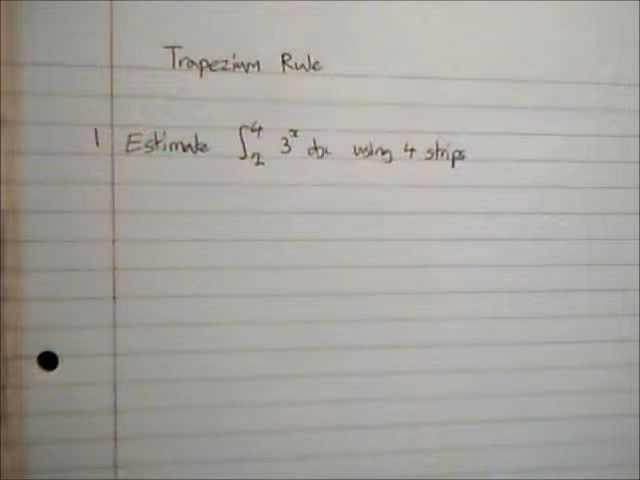 Trapezium Rule
1 Estimate ∫₂⁴ 3ˣ dx using 4 strips